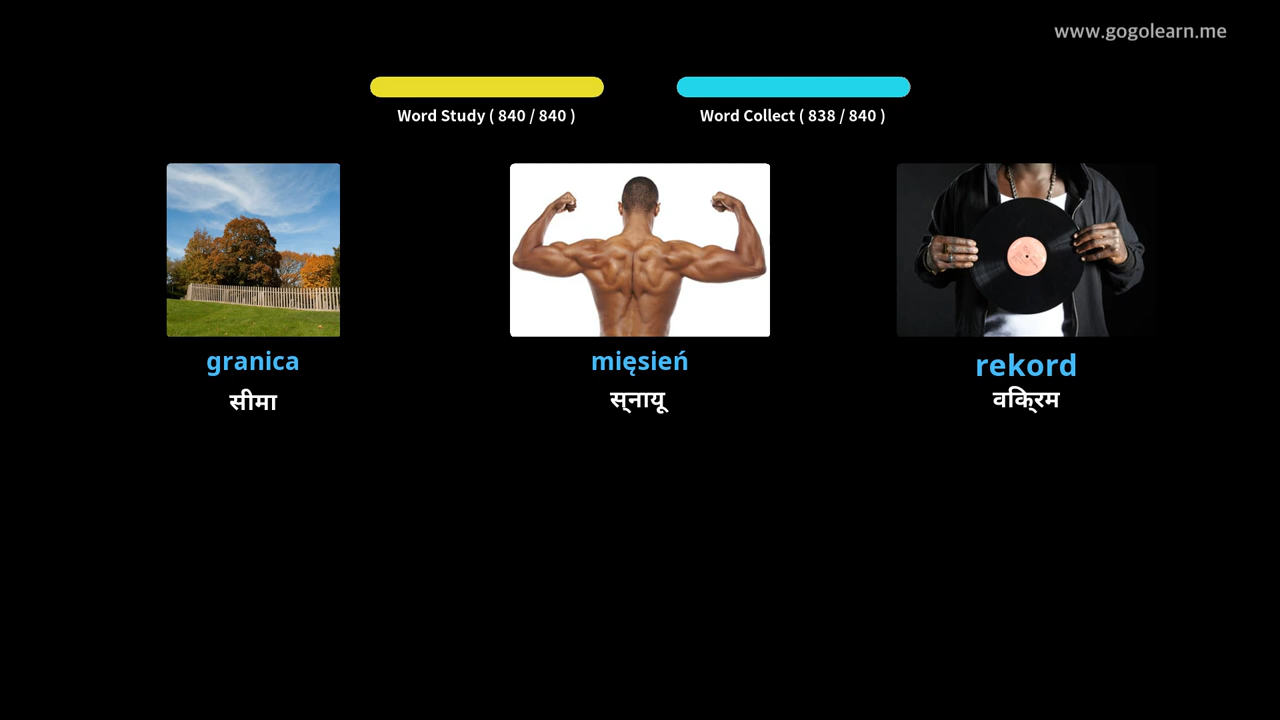 www.gogolearn.me
Word Study ( 840 / 840 )
Word Collect ( 838 / 840 )
granica
mięsień
rekord
सीमा
स्नायू
विक्रम